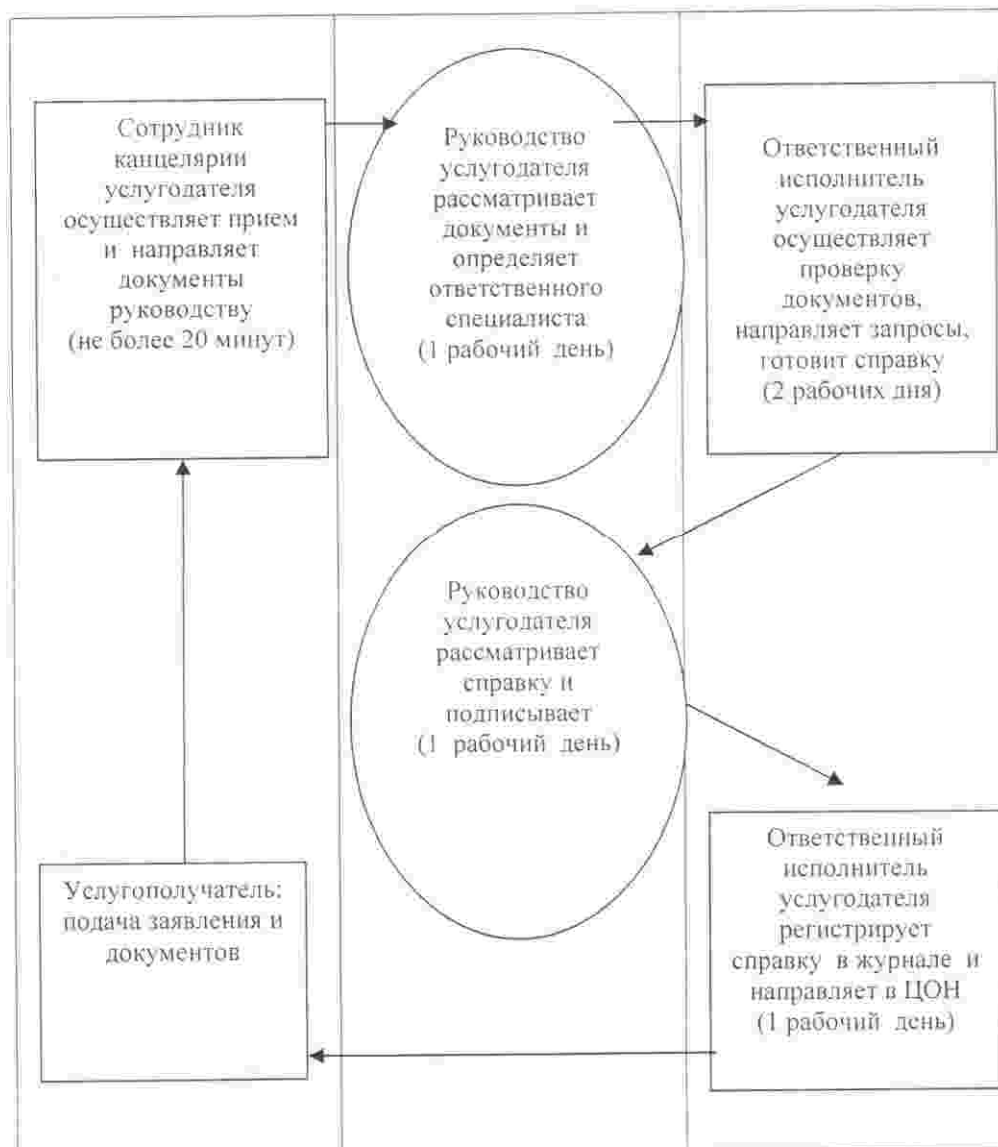 Сотрудник
канцелярии
услугодателя
осуществляет прием
и направляет
документы
руководству
(не более 20 минут)
Руководство
услугодателя
рассматривает
документы и
определяет
ответственного
специалиста
(1 рабочий день)
Ответственный
исполнитель
услугодателя
осуществляет
проверку
документов,
направляет запросы,
готовит справку
(2 рабочих дня)
Руководство
услугодателя
рассматривает
справку и
подписывает
(1 рабочий день)
Услугополучатель:
подача заявления и
документов
Ответственный
исполнитель
услугодателя
регистрирует
справку в журнале и
направляет в ЦОН
(1 рабочий день)